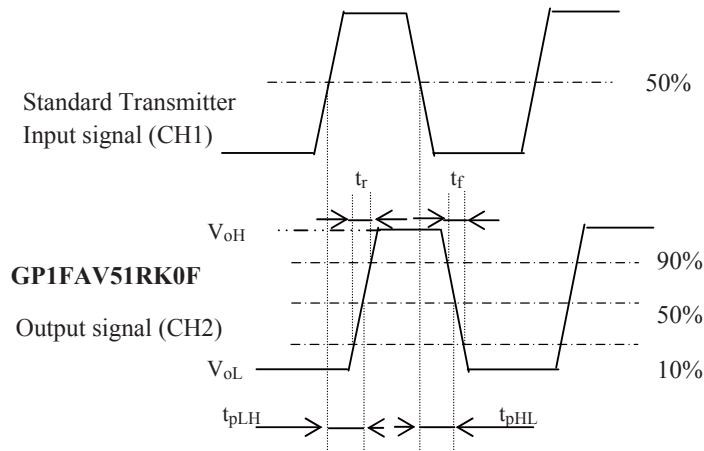 50%
Standard Transmitter
Input signal (CH1)
tr
tf
VoH
GP1FAV51RK0F
90%
50%
Output signal (CH2)
VoL
10%
tpLH
tpHL